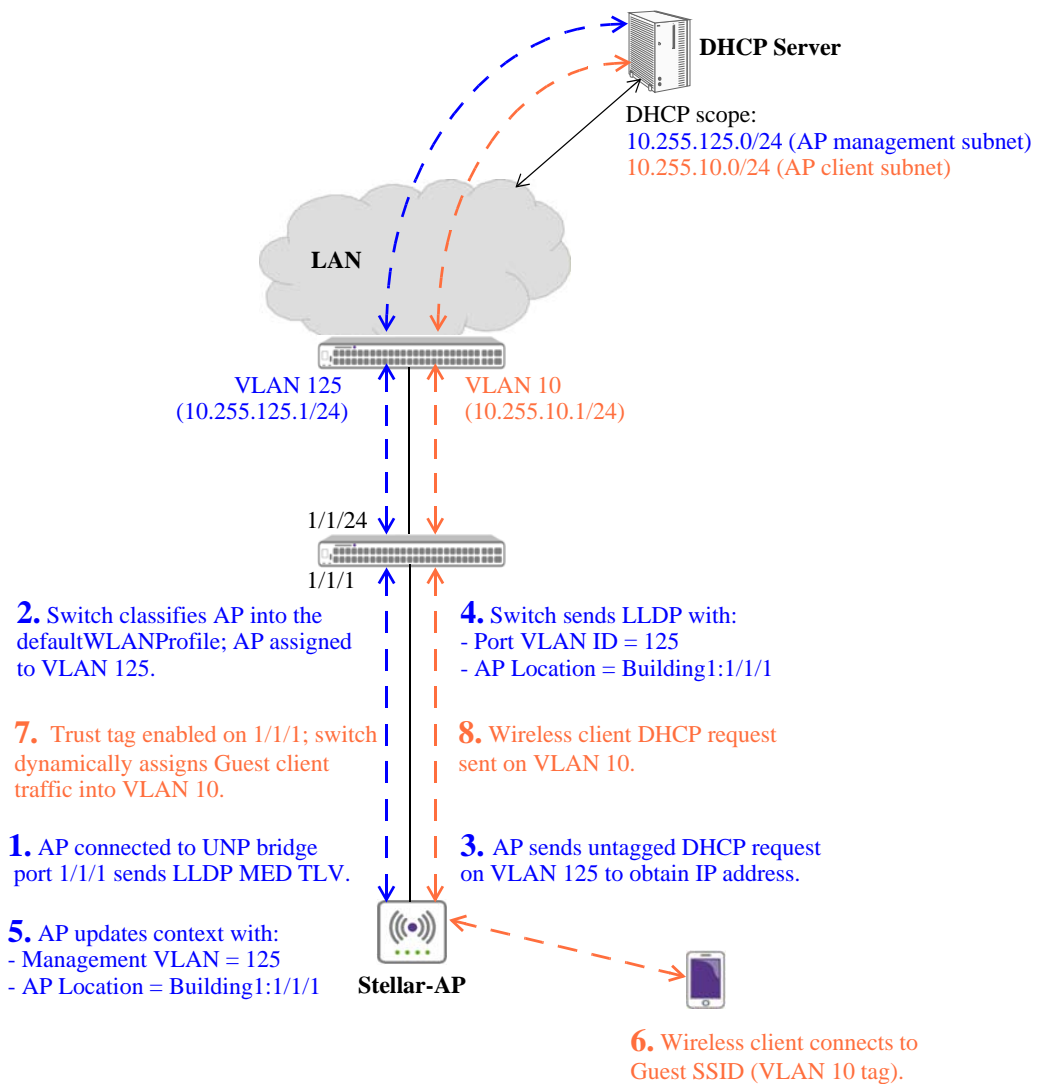 DHCP Server
DHCP scope:
10.255.125.0/24 (AP management subnet)
10.255.10.0/24 (AP client subnet)
LAN
VLAN 125
(10.255.125.1/24)
VLAN 10
(10.255.10.1/24)
1/1/24
1/1/1
2. Switch classifies AP into the
defaultWLANProfile; AP assigned
to VLAN 125.
4. Switch sends LLDP with:
- Port VLAN ID = 125
- AP Location = Building1:1/1/1
7. Trust tag enabled on 1/1/1; switch
dynamically assigns Guest client
traffic into VLAN 10.
8. Wireless client DHCP request
sent on VLAN 10.
1. AP connected to UNP bridge
port 1/1/1 sends LLDP MED TLV.
3. AP sends untagged DHCP request
on VLAN 125 to obtain IP address.
5. AP updates context with:
- Management VLAN = 125
- AP Location = Building1:1/1/1
Stellar-AP
6. Wireless client connects to
Guest SSID (VLAN 10 tag).